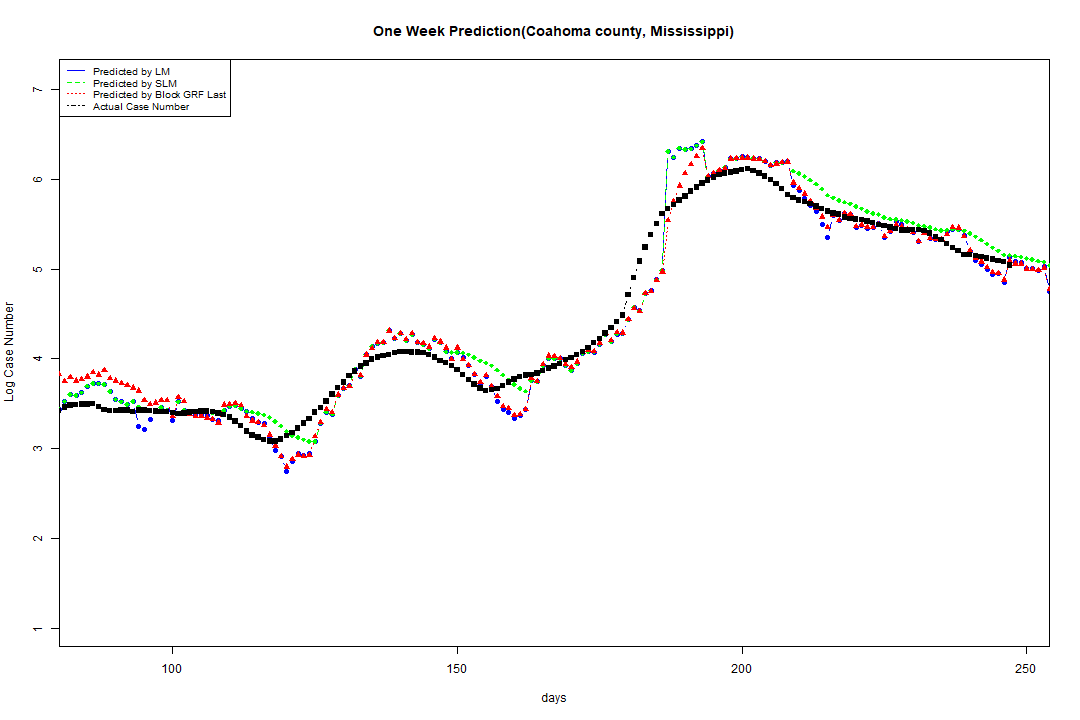 One Week Prediction(Coahoma county, Mississippi)
Predicted by LM
Predicted by SLM
Predicted by Block GRF Last
Actual Case Number
7
6
5
4
3
2
1
Log Case Number
100 150 200 250
days